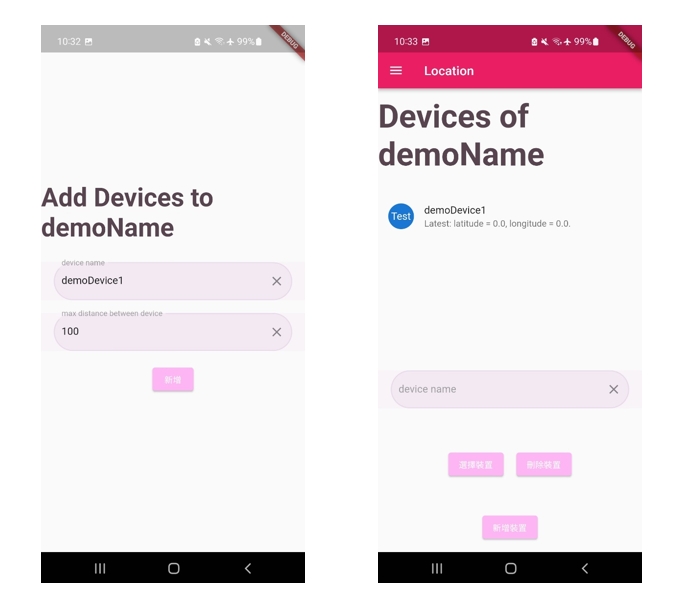 10:32
99%
DEBUG
Add Devices to
demoName
device name
demoDevice1
max distance between device
100
新增
10:33
99%
DEBUG
Location
Devices of
demoName
Test
demoDevice1
Latest: latitude = 0.0, longitude = 0.0.
device name
選擇裝置
刪除裝置
新增裝置